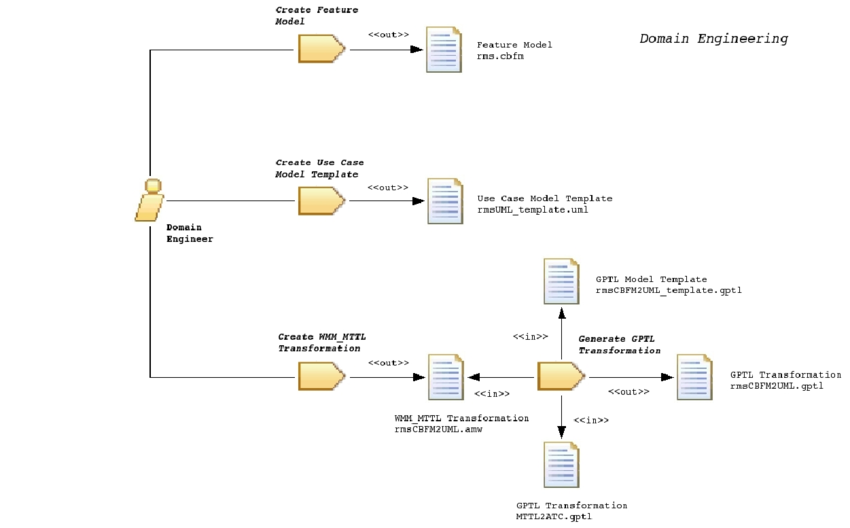 Create Feature
Model
<<out>>
Feature Model
rms.cbfm
Domain Engineering
Create Use Case
Model Template
<<out>>
Use Case Model Template
rmsUML_template.uml
Domain
Engineer
GPTL Model Template
rmsCBFM2UML_template.gptl
Create WMM_MTTL
Transformation
<<out>>
<<in>>
Generate GPTL
Transformation
<<in>>
<<out>>
GPTL Transformation
rmsCBFM2UML.gptl
WMM_MTTL Transformation
rmsCBFM2UML.amw
<<in>>
GPTL Transformation
MTTL2ATC.gptl